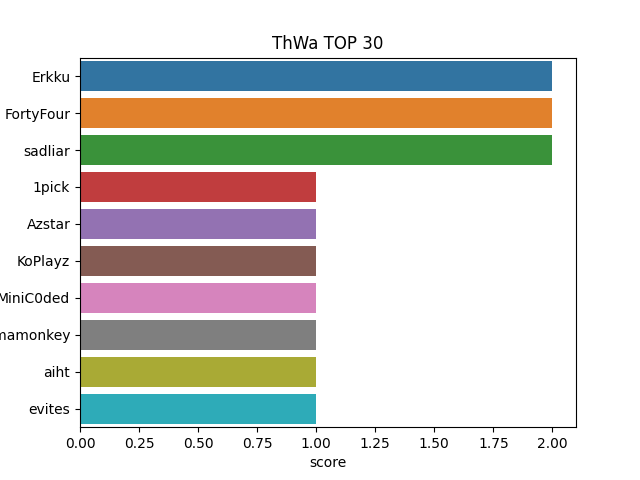 ThWa TOP 30
Erkku
FortyFour
sadliar
1pick
Azstar
KoPlayz
MiniC0ded
aiht
evites
0.00 0.25 0.50 0.75 1.00 1.25 1.50 1.75 2.00
score